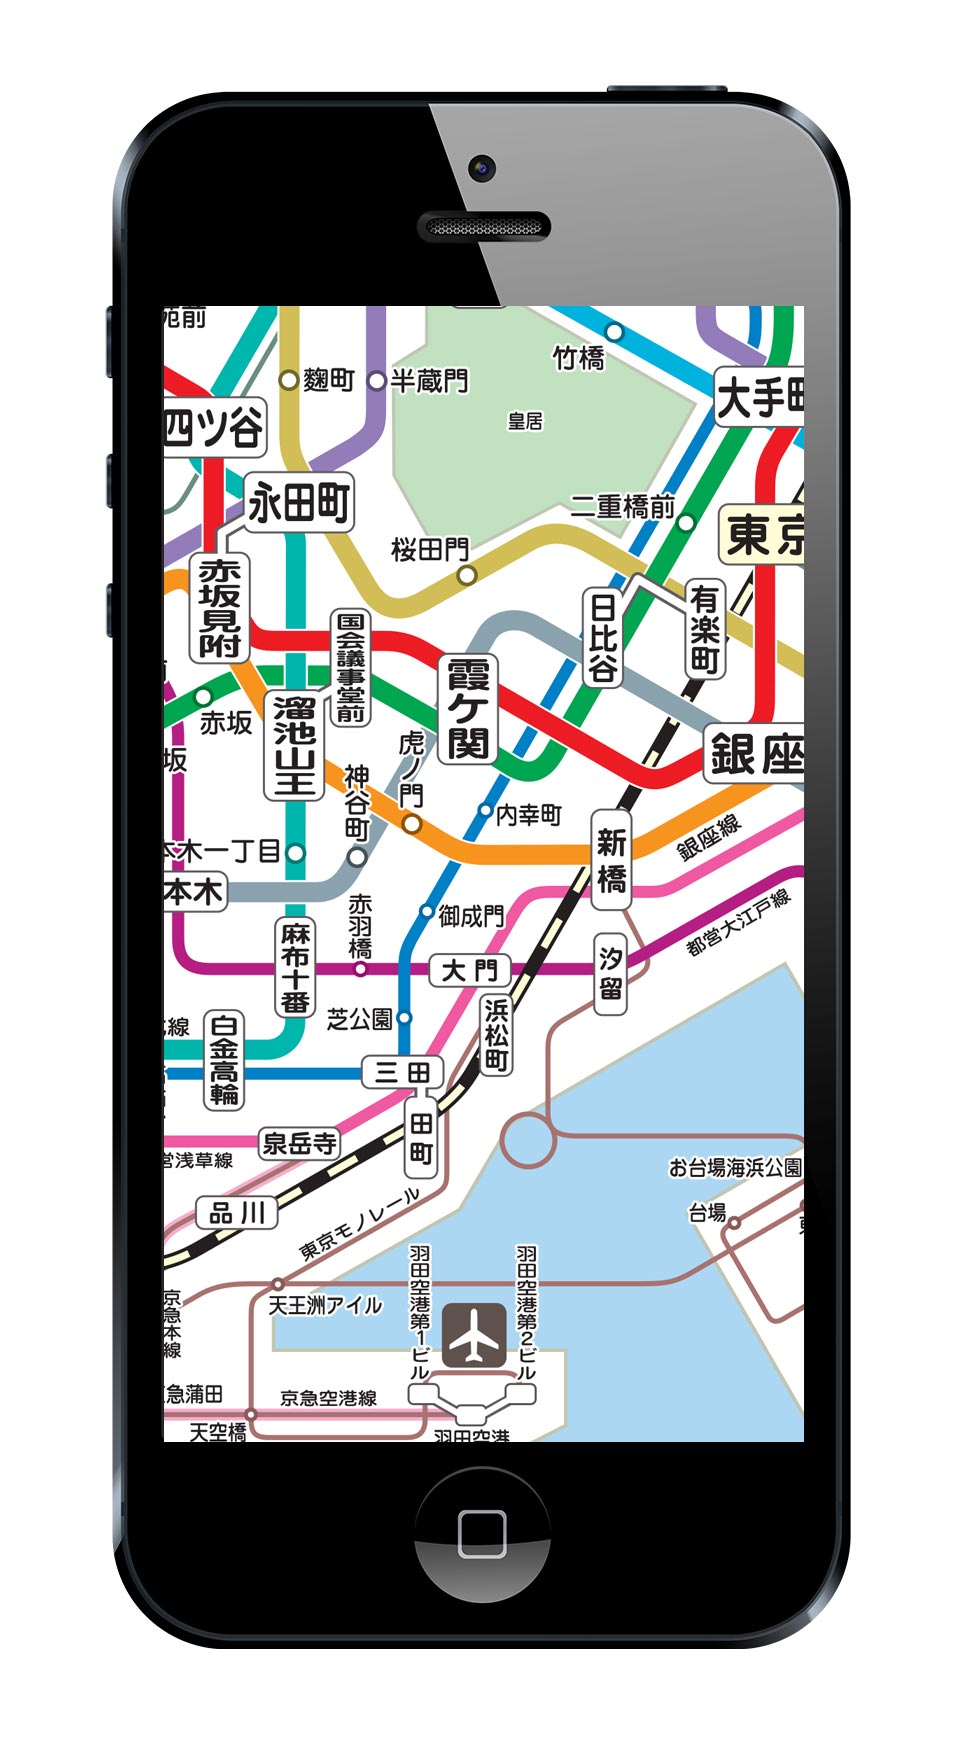 苑前
竹橋
麴町
半蔵門
大手町
四ツ谷
皇居
永田町
二重橋前
東京
桜田門
赤坂見附
日比谷
有楽町
国会議事堂前
霞ケ関
赤坂
溜池山王
虎ノ門
銀座
坂
神谷町
内幸町
新橋
銀座線
本木一丁目
本木
赤羽橋
御成門
都営大江戸線
麻布十番
大門
汐留
浜松町
芝公園
線
白金高輪
三田
田町
泉岳寺
営浅草線
お台場海浜公園
品川
台場
東京モノレール
羽田空港第1ビル
羽田空港第2ビル
天王洲アイル
京急本線
急蒲田
京急空港線
天空橋
羽田空港